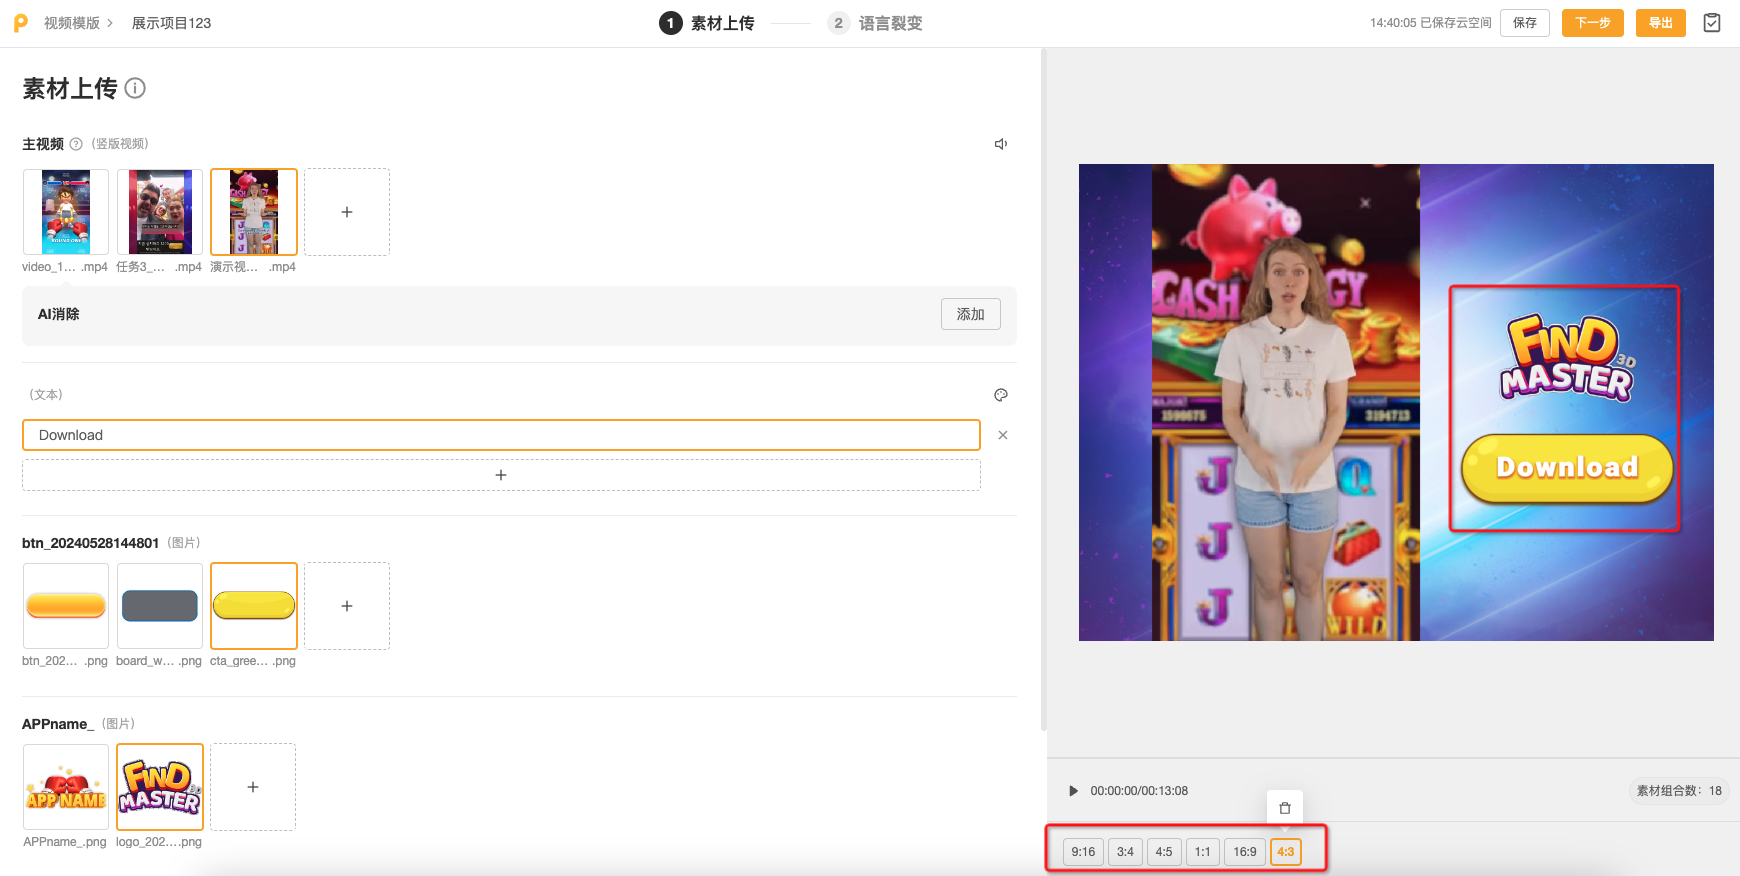 视频模版 > 展示项目123
1 素材上传
2 语言裂变
14:40:05 已保存云空间
保存
下一步
导出
素材上传
主视频 (竖版视频)
video_1... .mp4
任务3_... .mp4
演示视... .mp4
AI消除
添加
(文本)
Download
btn_20240528144801 (图片)
btn_202... .png
board_w... .png
cta_gree... .png
APPname_ (图片)
APP NAME
FIND 3D
MASTER
APPname_.png
logo_202....png
CASH
GY
1598675
3194713
J
Q
J
J
WILD
FIND 3D
MASTER
Download
00:00:00/00:13:08
素材组合数：18
9:16
3:4
4:5
1:1
16:9
4:3